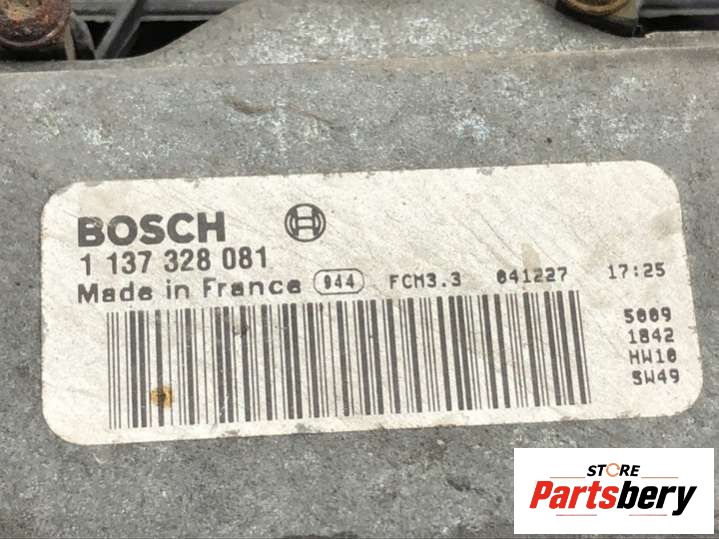 BOSCH
1 137 328 081
Made in France 944 FCM3.3 041227 17:25
5009
1842
HW10
SW49
STORE
Partsbery